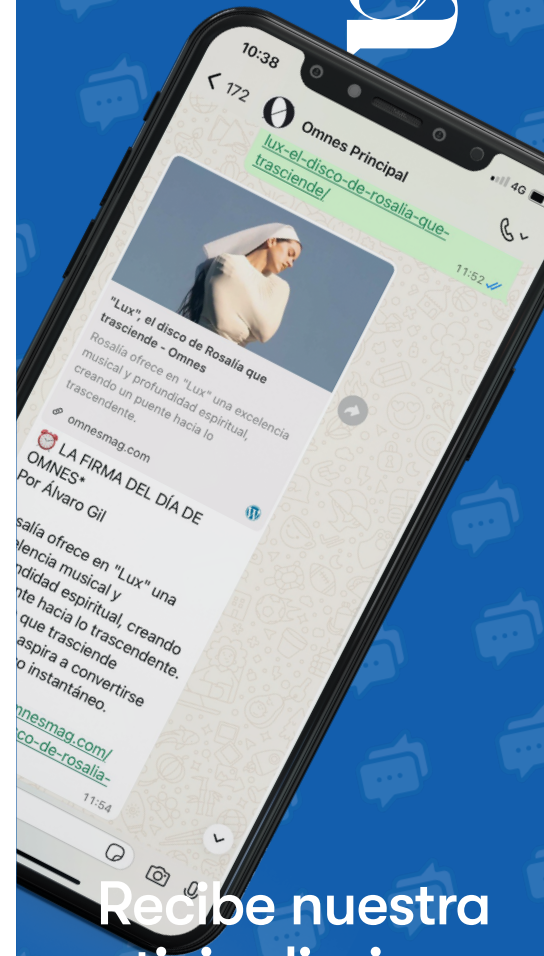 10:38
172
Omnes Principal
4G
lux-el-disco-de-rosalia-que-
trasciende/
11:52
"Lux", el disco de Rosalía que
trasciende - Omnes
Rosalía ofrece en "Lux" una excelencia
musical y profundidad espiritual,
creando un puente hacia lo
trascendente.
omnesmag.com
LA FIRMA DEL DÍA DE
OMNES*
Por Álvaro Gil
salía ofrece en "Lux" una
elencia musical y
ndidad espiritual, creando
nte hacia lo trascendente.
que trasciende
aspira a convertirse
o instantáneo.
mnesmag.com/
co-de-rosalia-
11:54
Recibe nuestra